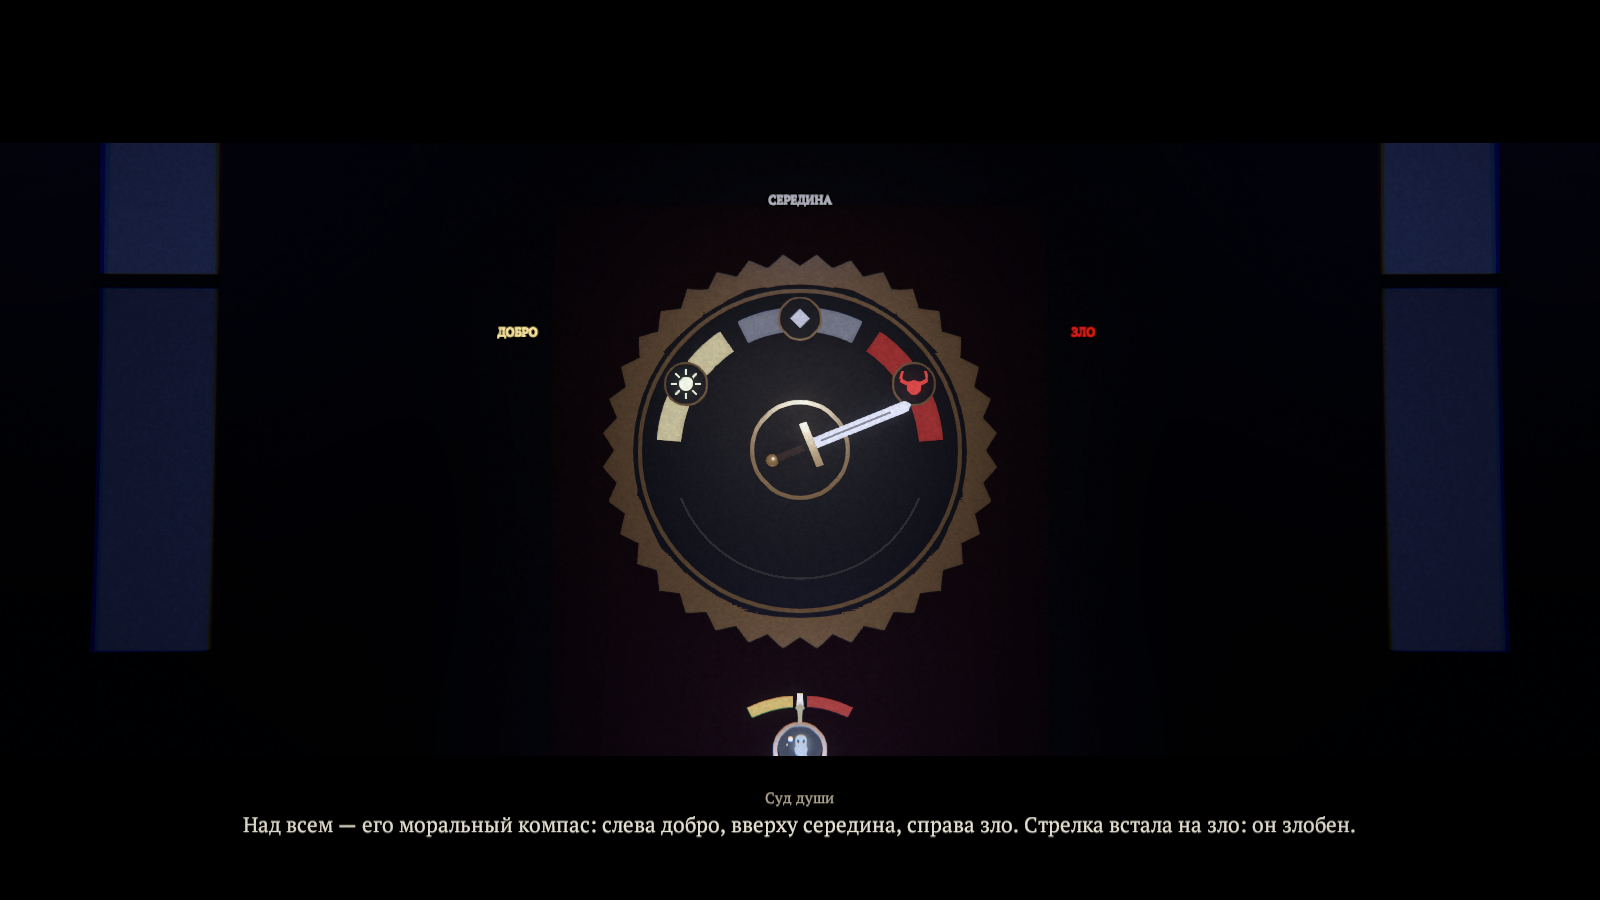 СЕРЕДИНА
ДОБРО
ЗЛО
Суд души
Над всем — его моральный компас: слева добро, вверху середина, справа зло. Стрелка встала на зло: он злобен.